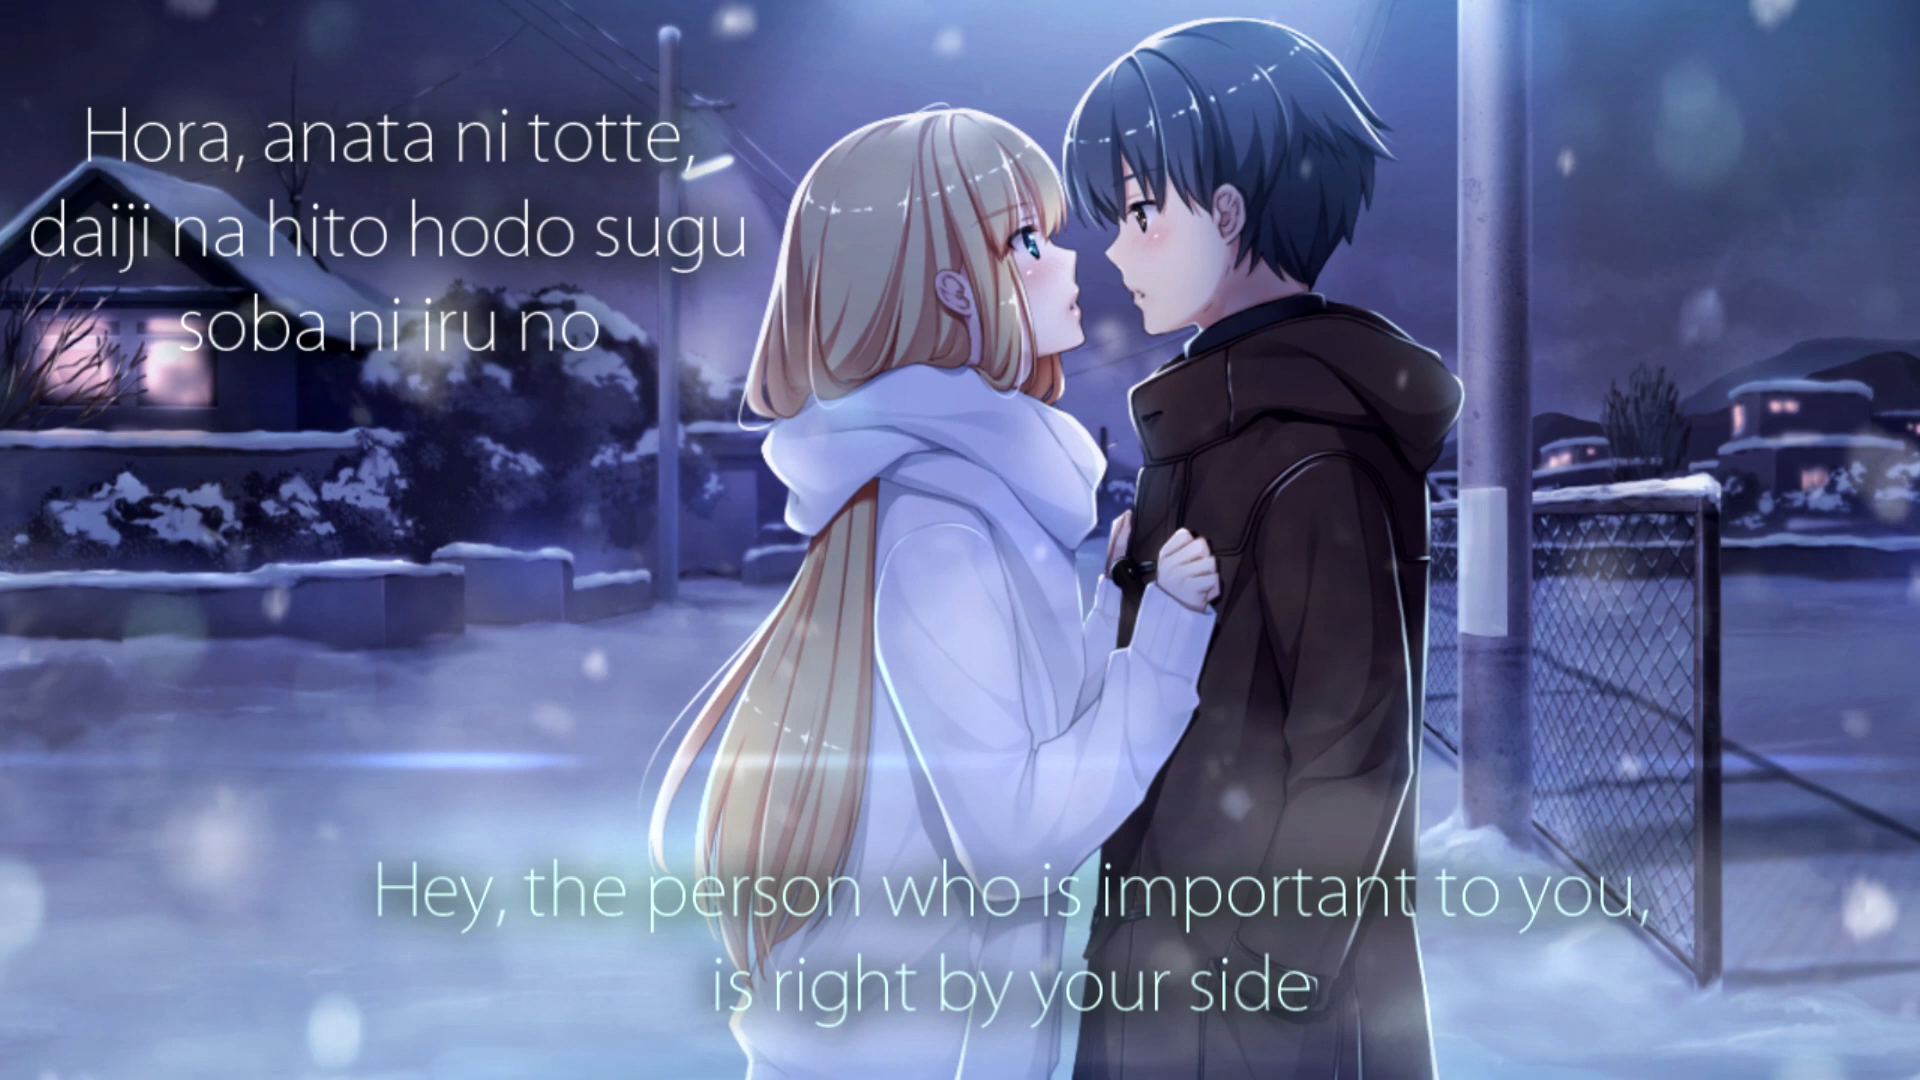 Hora, anata ni totte,
daiji na hito hodo sugu
soba ni iru no
Hey, the person who is important to you,
is right by your side